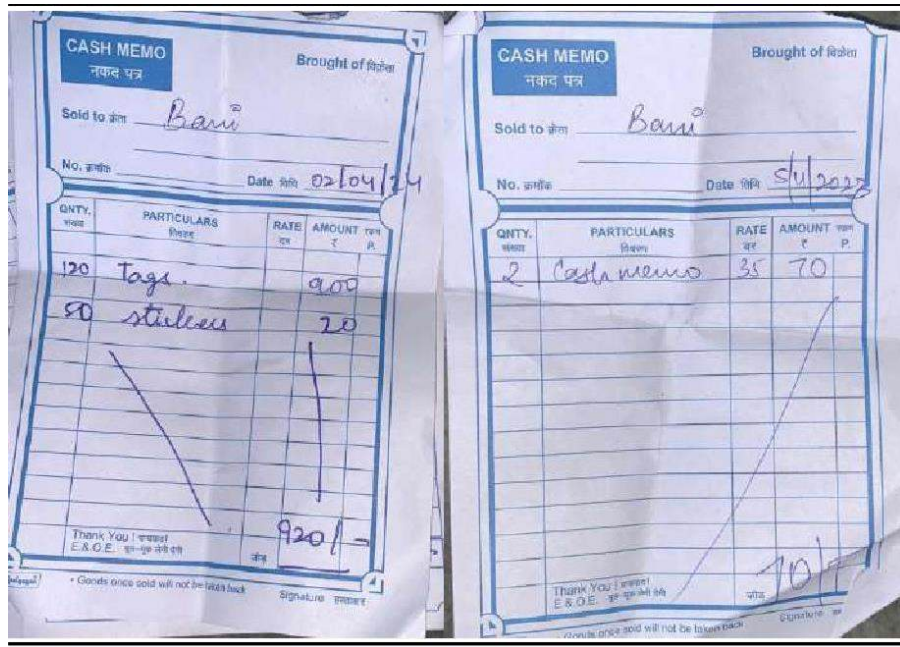 CASH MEMO
नकद पत्र
Brought of विक्रेता
Sold to क्रेता Bani
No. क्रमाँक
Date तिथि 02/04/24
QNTY. संख्या PARTICULARS विवरण RATE दर AMOUNT रकम ₹ P.
120 Tags. 900
50 stickers 20
Thank You ! धन्यवाद!
E.& O.E. भूल-चूक लेनी देनी
जोड़ 920/-
• Goods once sold will not be taken back
Signature हस्ताक्षर
CASH MEMO
नकद पत्र
Brought of विक्रेता
Sold to क्रेता Bani
No. क्रमाँक
Date तिथि 5/4/2023
QNTY. संख्या PARTICULARS विवरण RATE दर AMOUNT रकम ₹ P.
2 Cash memo 35 70
Thank You ! धन्यवाद!
E.& O.E. भूल-चूक लेनी देनी
जोड़ 70/-
Goods once sold will not be taken back
Signature